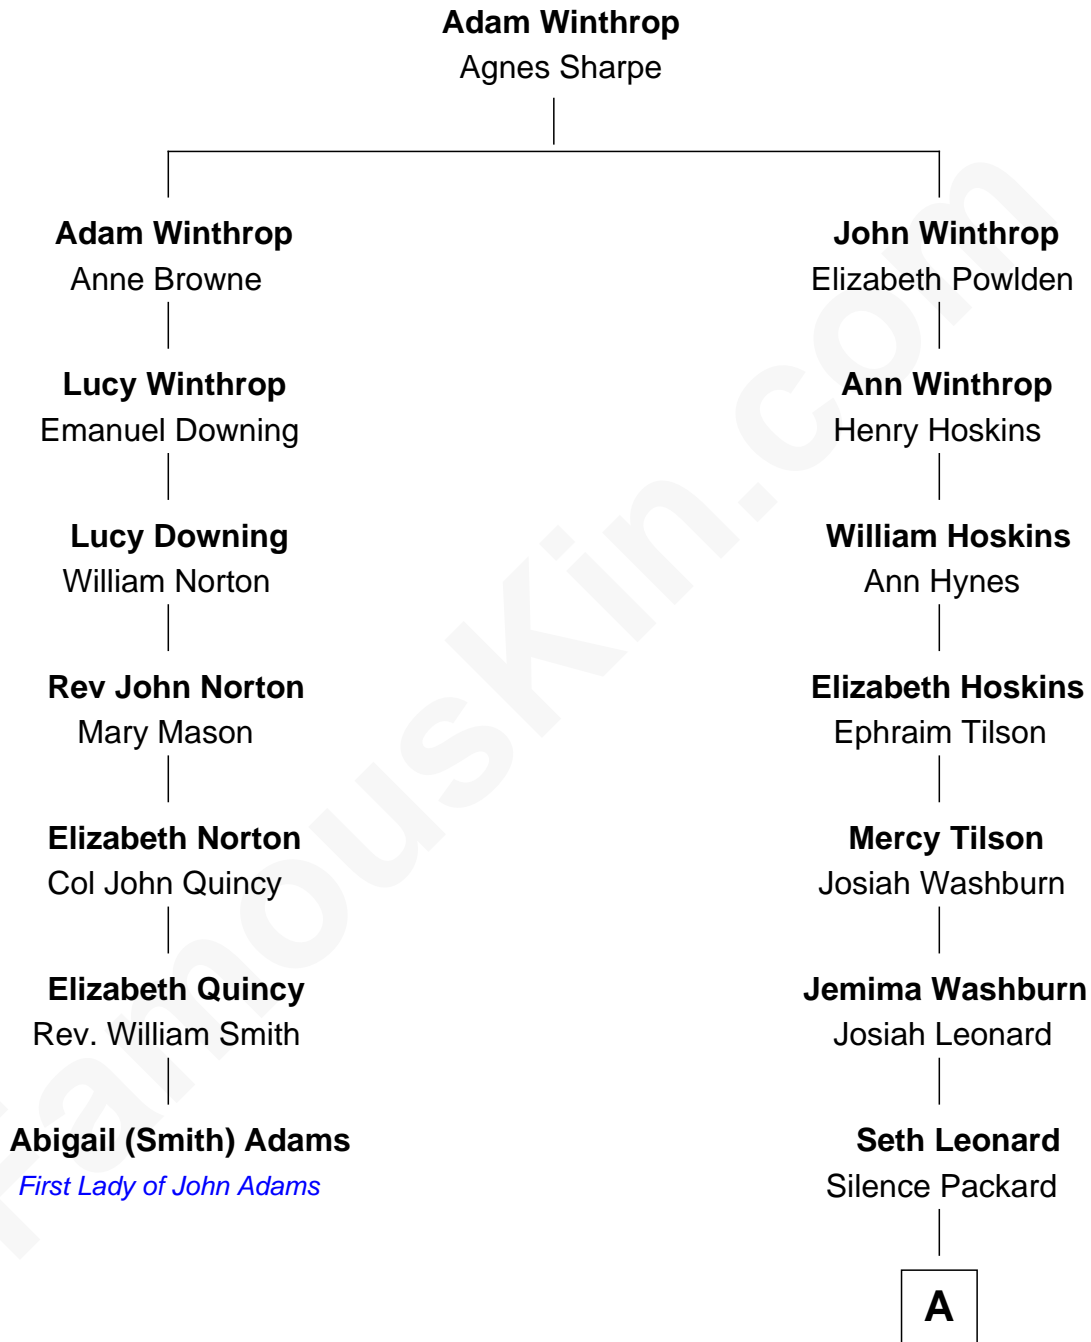 Adam Winthrop
Agnes Sharpe
Adam Winthrop
Anne Browne
John Winthrop
Elizabeth Powlden
Lucy Winthrop
Emanuel Downing
Ann Winthrop
Henry Hoskins
Lucy Downing
William Norton
William Hoskins
Ann Hynes
Rev John Norton
Mary Mason
Elizabeth Hoskins
Ephraim Tilson
Elizabeth Norton
Col John Quincy
Mercy Tilson
Josiah Washburn
Elizabeth Quincy
Rev. William Smith
Jemima Washburn
Josiah Leonard
Abigail (Smith) Adams
First Lady of John Adams
Seth Leonard
Silence Packard
A
FamousKin.com